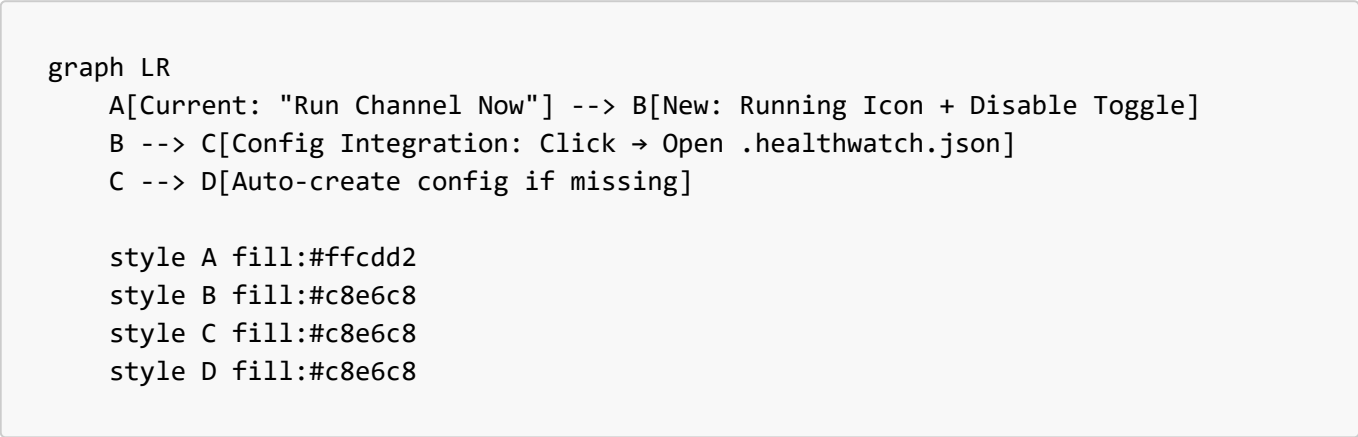 graph LR
    A[Current: "Run Channel Now"] --> B[New: Running Icon + Disable Toggle]
    B --> C[Config Integration: Click → Open .healthwatch.json]
    C --> D[Auto-create config if missing]

    style A fill:#ffcdd2
    style B fill:#c8e6c8
    style C fill:#c8e6c8
    style D fill:#c8e6c8